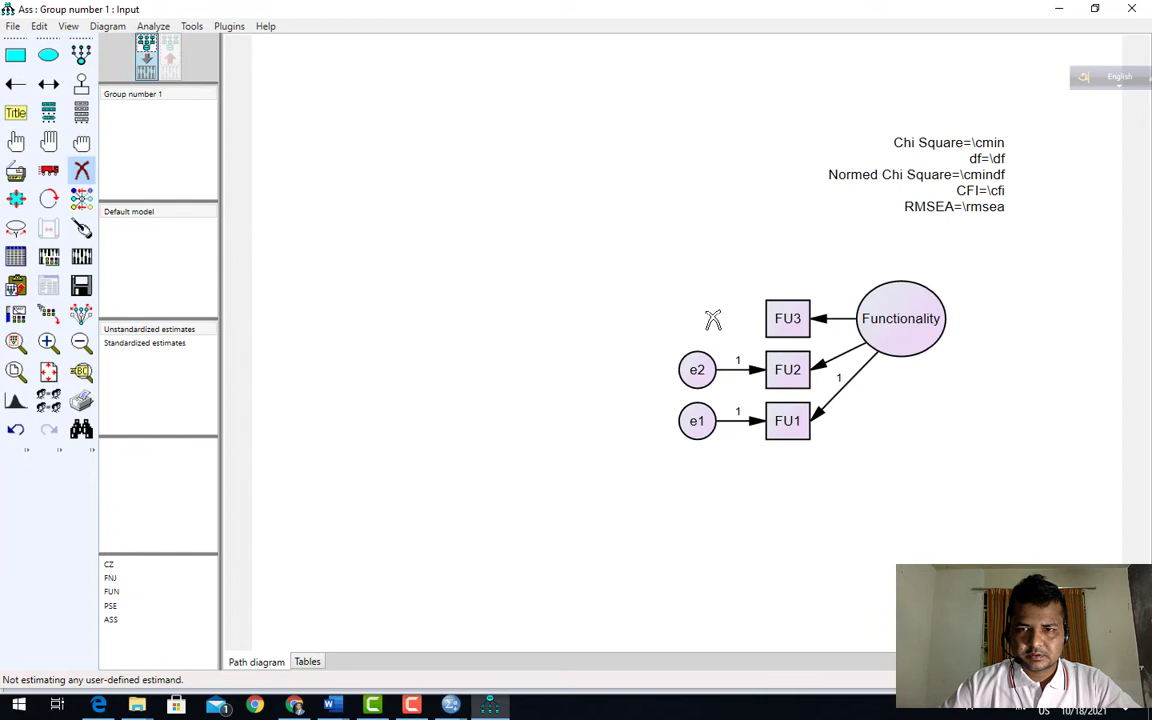 Ass : Group number 1 : Input
File Edit View Diagram Analyze Tools Plugins Help
Title
Group number 1
Default model
Unstandardized estimates
Standardized estimates
CZ
FNJ
FUN
PSE
ASS
English
Chi Square=\cmin
df=\df
Normed Chi Square=\cmindf
CFI=\cfi
RMSEA=\rmsea
FU3
Functionality
e2
1
FU2
1
e1
1
FU1
Path diagram
Tables
Not estimating any user-defined estimand.
10/18/2021